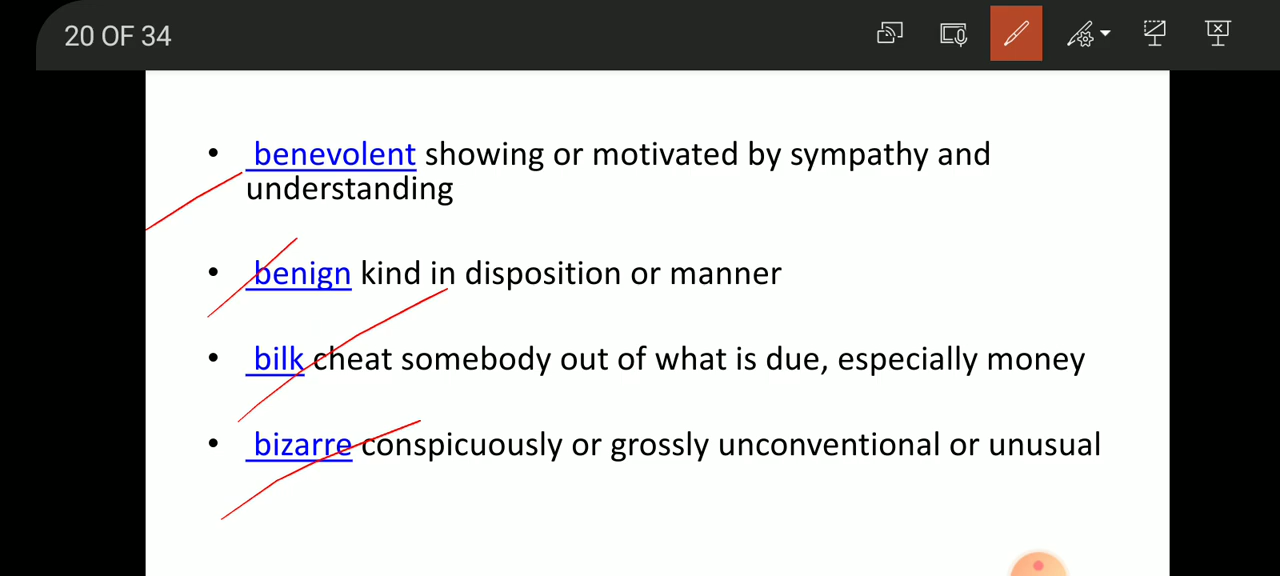 20 OF 34
• benevolent showing or motivated by sympathy and
understanding
• benign kind in disposition or manner
• bilk cheat somebody out of what is due, especially money
• bizarre conspicuously or grossly unconventional or unusual